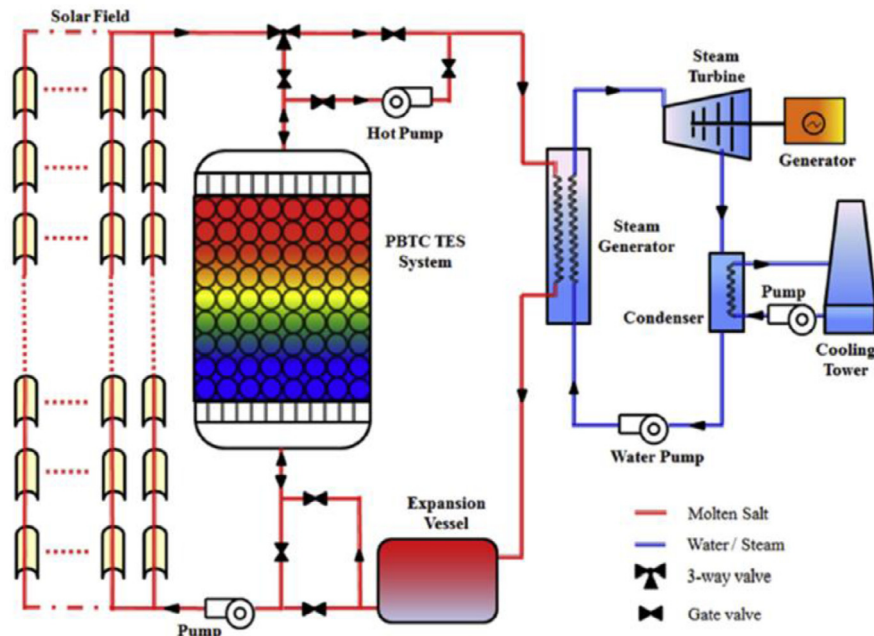 Solar Field
Hot Pump
PBTC TES
System
Steam
Turbine
Generator
Steam
Generator
Condenser
Pump
Cooling
Tower
Water Pump
Expansion
Vessel
Pump
Molten Salt
Water / Steam
3-way valve
Gate valve